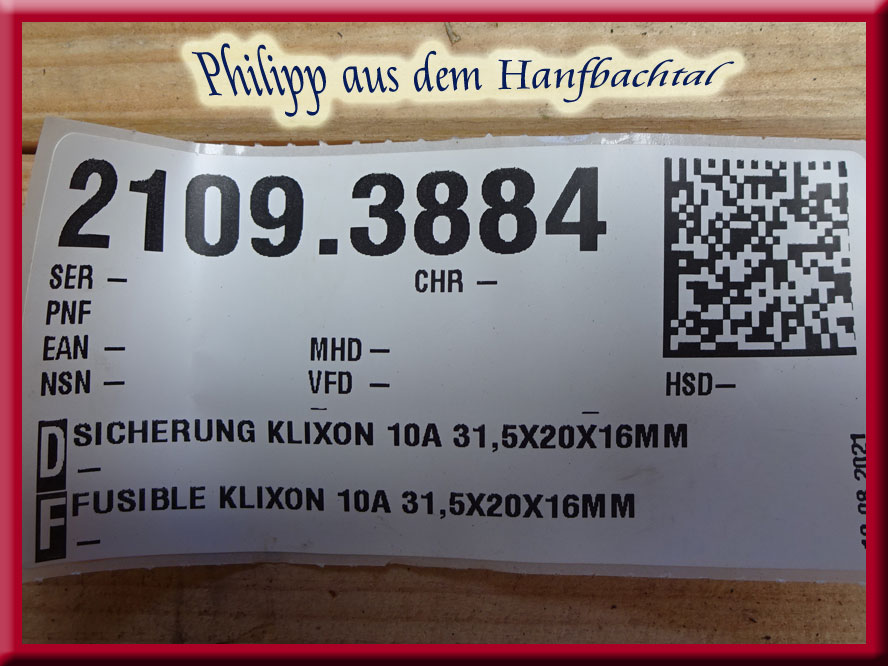 Philipp aus dem Hanfbachtal
2109.3884
SER – CHR –
PNF
EAN – MHD –
NSN – VFD – HSD–
–
–
D SICHERUNG KLIXON 10A 31,5X20X16MM
–
F FUSIBLE KLIXON 10A 31,5X20X16MM
–
08 2021